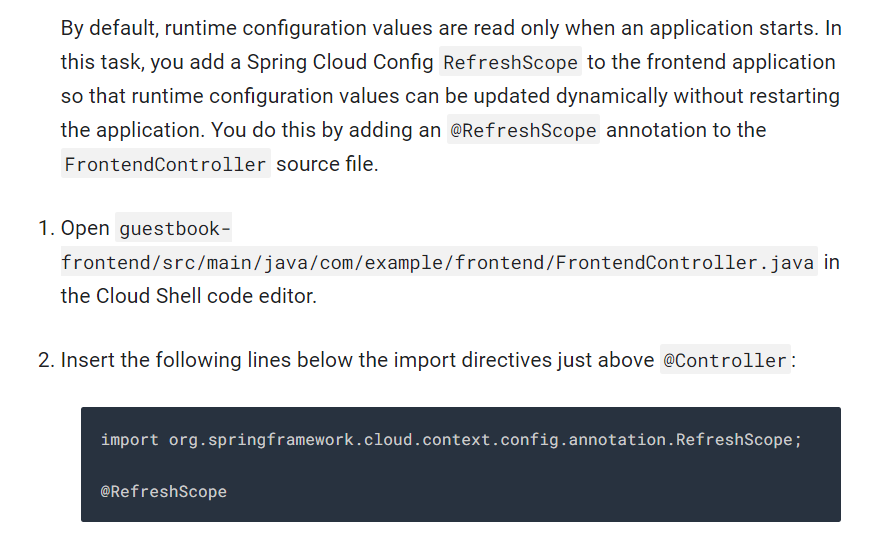 By default, runtime configuration values are read only when an application starts. In
this task, you add a Spring Cloud Config RefreshScope to the frontend application
so that runtime configuration values can be updated dynamically without restarting
the application. You do this by adding an @RefreshScope annotation to the
FrontendController source file.
1. Open guestbook-
frontend/src/main/java/com/example/frontend/FrontendController.java in
the Cloud Shell code editor.
2. Insert the following lines below the import directives just above @Controller:
import org.springframework.cloud.context.config.annotation.RefreshScope;
@RefreshScope